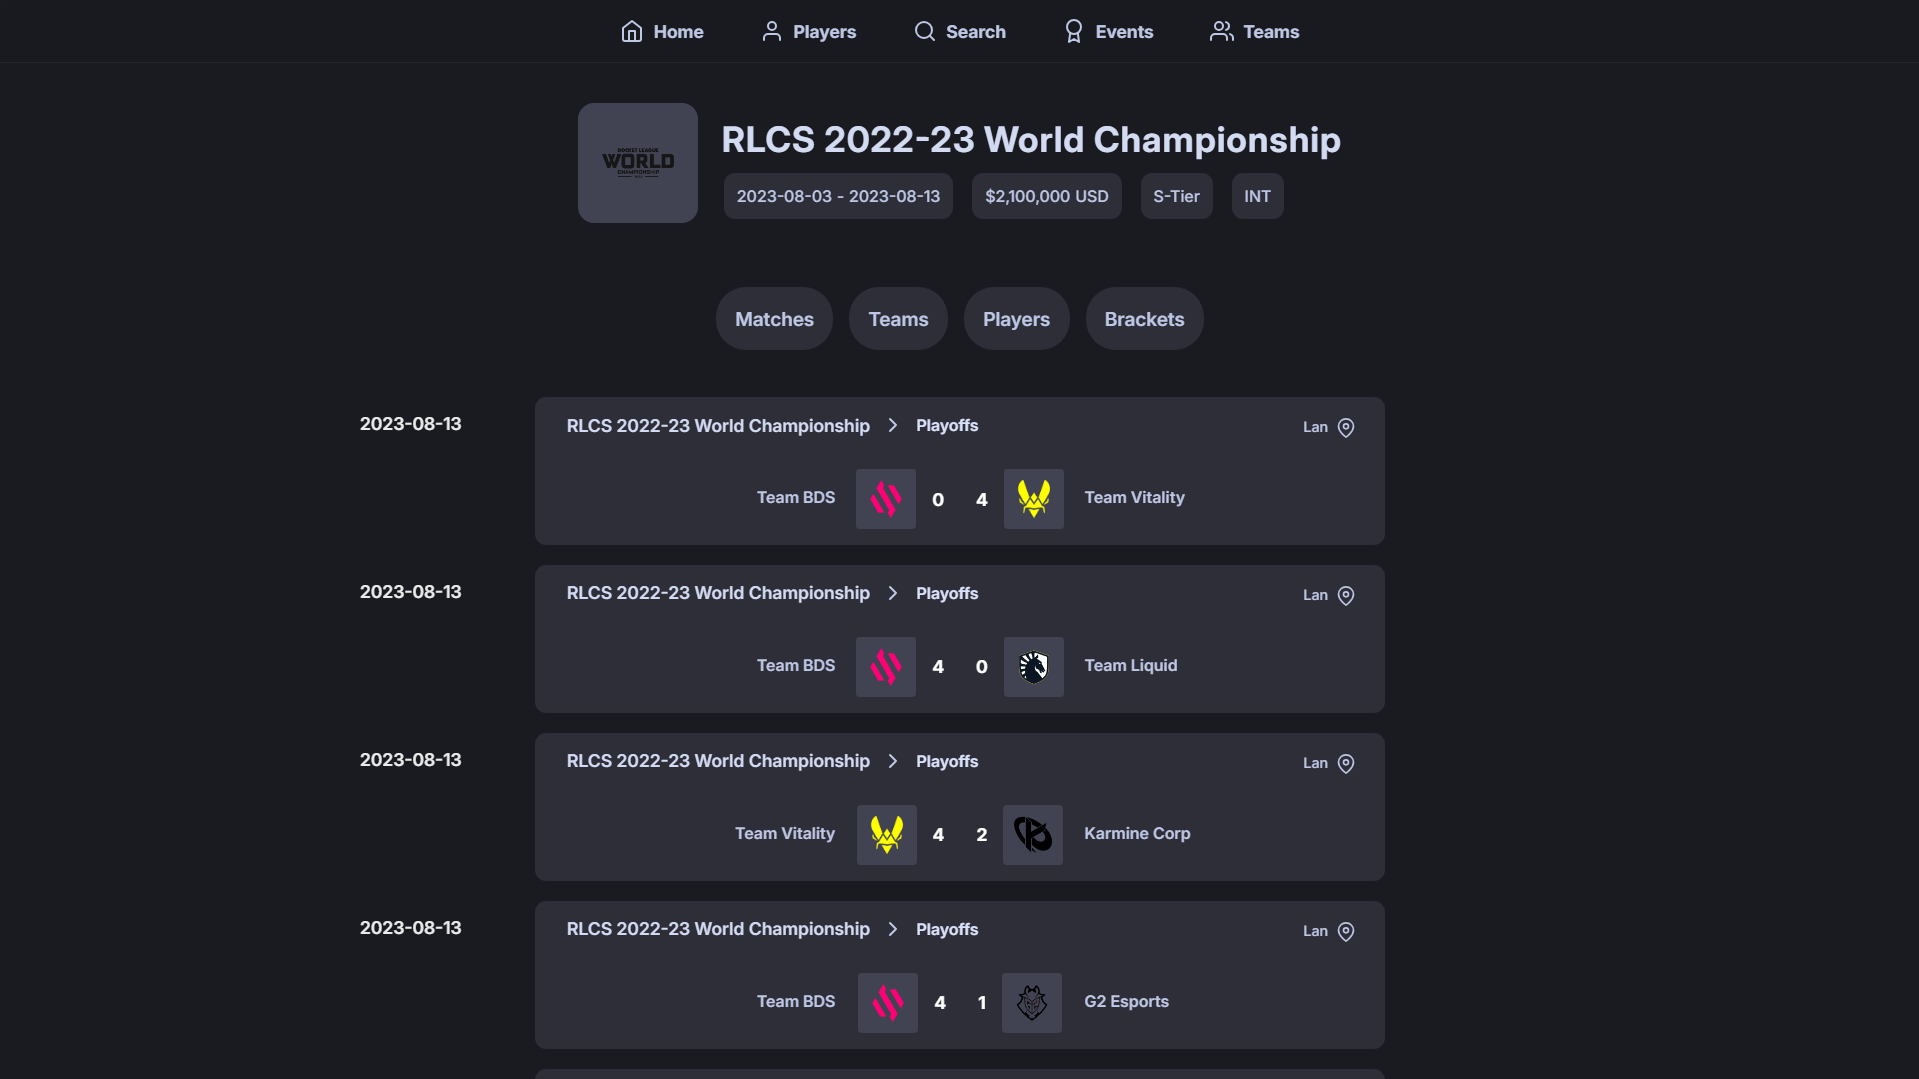 Home Players Search Events Teams
ROCKET LEAGUE
WORLD
CHAMPIONSHIP
RLCS 2022-23 World Championship
2023-08-03 - 2023-08-13 $2,100,000 USD S-Tier INT
Matches Teams Players Brackets
2023-08-13
RLCS 2022-23 World Championship Playoffs Lan
Team BDS 0 4 Team Vitality
2023-08-13
RLCS 2022-23 World Championship Playoffs Lan
Team BDS 4 0 Team Liquid
2023-08-13
RLCS 2022-23 World Championship Playoffs Lan
Team Vitality 4 2 Karmine Corp
2023-08-13
RLCS 2022-23 World Championship Playoffs Lan
Team BDS 4 1 G2 Esports